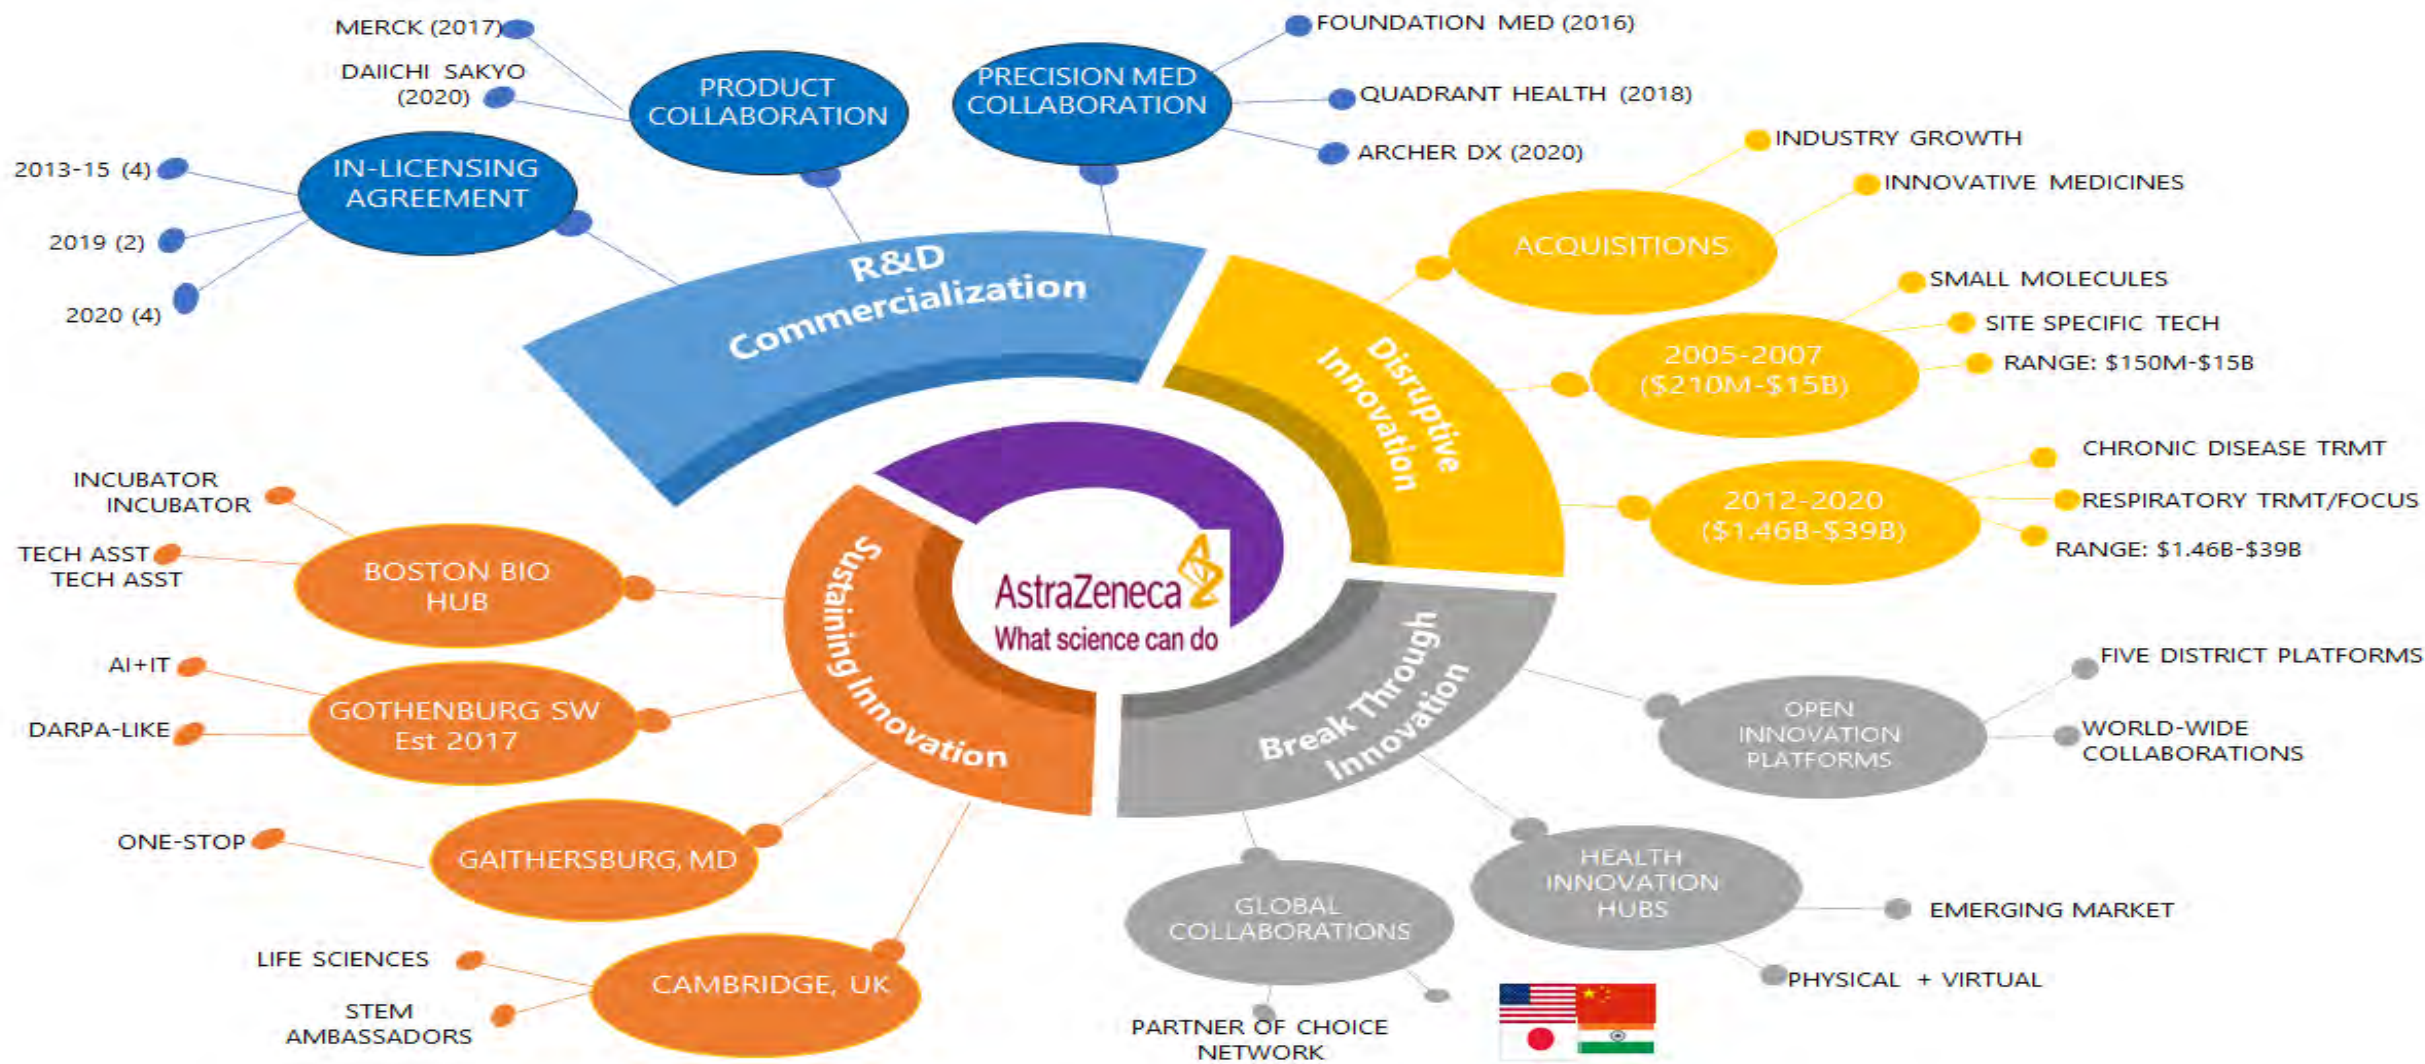 MERCK (2017)
DAIICHI SAKYO
(2020)
PRODUCT
COLLABORATION
PRECISION MED
COLLABORATION
FOUNDATION MED (2016)
QUADRANT HEALTH (2018)
ARCHER DX (2020)
2013-15 (4)
2019 (2)
2020 (4)
IN-LICENSING
AGREEMENT
R&D
Commercialization
INDUSTRY GROWTH
INNOVATIVE MEDICINES
ACQUISITIONS
SMALL MOLECULES
SITE SPECIFIC TECH
RANGE: $150M-$15B
2005-2007
($210M-$15B)
Disruptive
Innovation
CHRONIC DISEASE TRMT
RESPIRATORY TRMT/FOCUS
RANGE: $1.46B-$39B
2012-2020
($1.46B-$39B)
INCUBATOR
INCUBATOR
TECH ASST
TECH ASST
BOSTON BIO
HUB
Sustaining Innovation
AstraZeneca
What science can do
Break Through
Innovation
AI+IT
DARPA-LIKE
GOTHENBURG SW
Est 2017
ONE-STOP
GAITHERSBURG, MD
LIFE SCIENCES
STEM
AMBASSADORS
CAMBRIDGE, UK
OPEN
INNOVATION
PLATFORMS
FIVE DISTRICT PLATFORMS
WORLD-WIDE
COLLABORATIONS
HEALTH
INNOVATION
HUBS
EMERGING MARKET
PHYSICAL + VIRTUAL
GLOBAL
COLLABORATIONS
PARTNER OF CHOICE
NETWORK